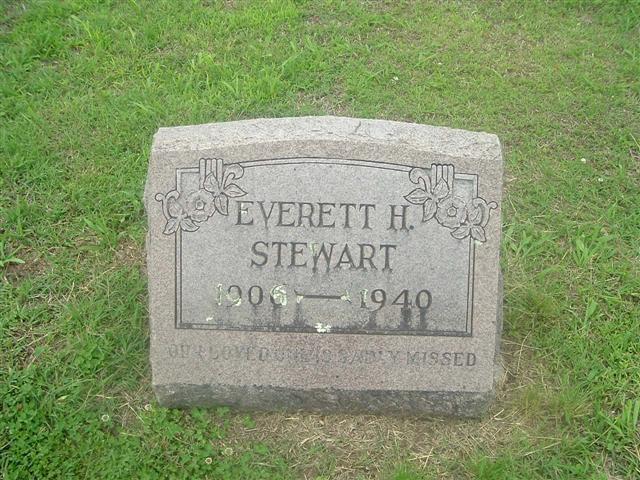 EVERETT H.
STEWART
1906 — 1940
OUR LOVED ONE IS SADLY MISSED